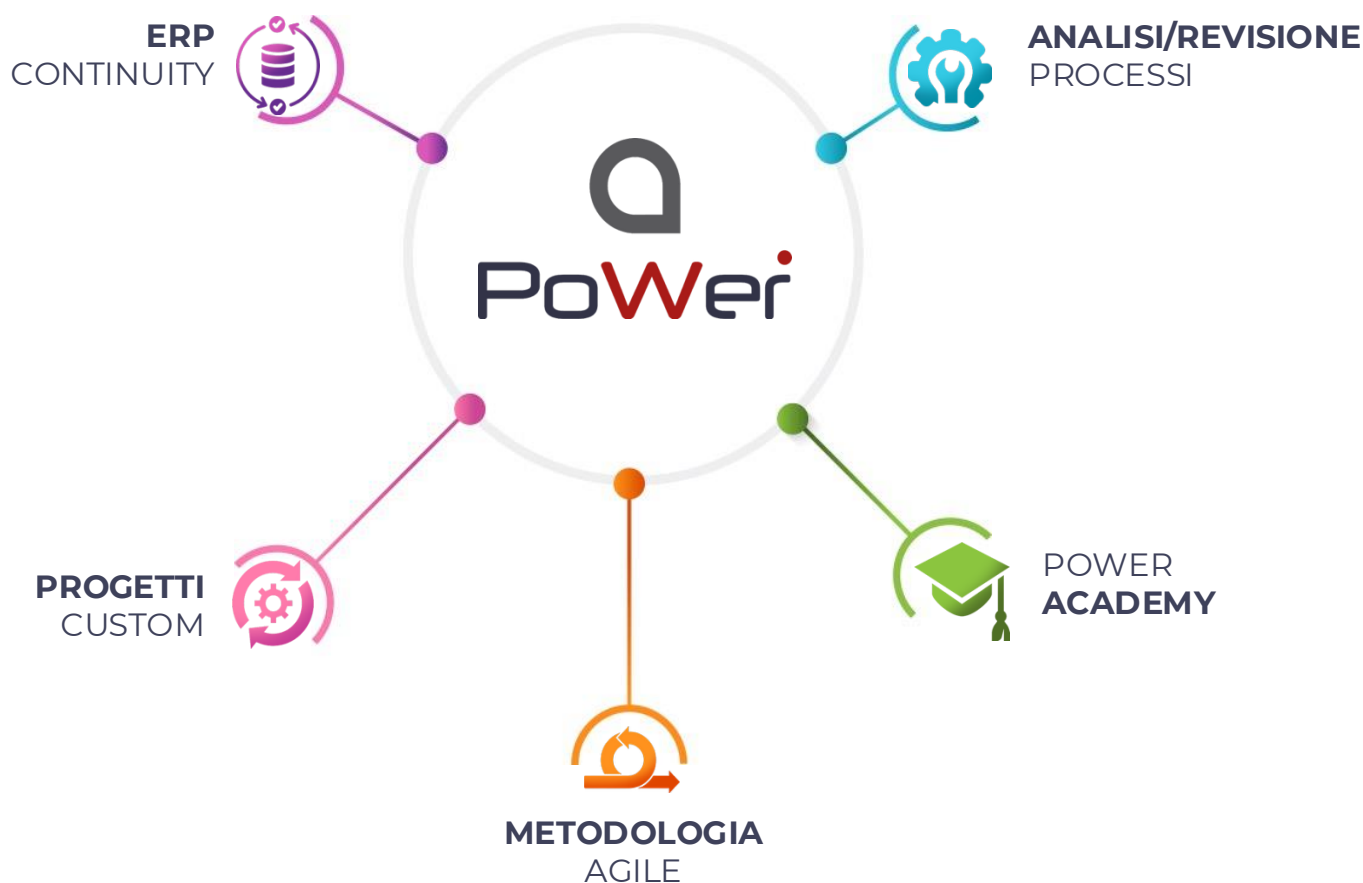 ERP
CONTINUITY
ANALISI/REVISIONE
PROCESSI
PoWer
PROGETTI
CUSTOM
POWER
ACADEMY
METODOLOGIA
AGILE